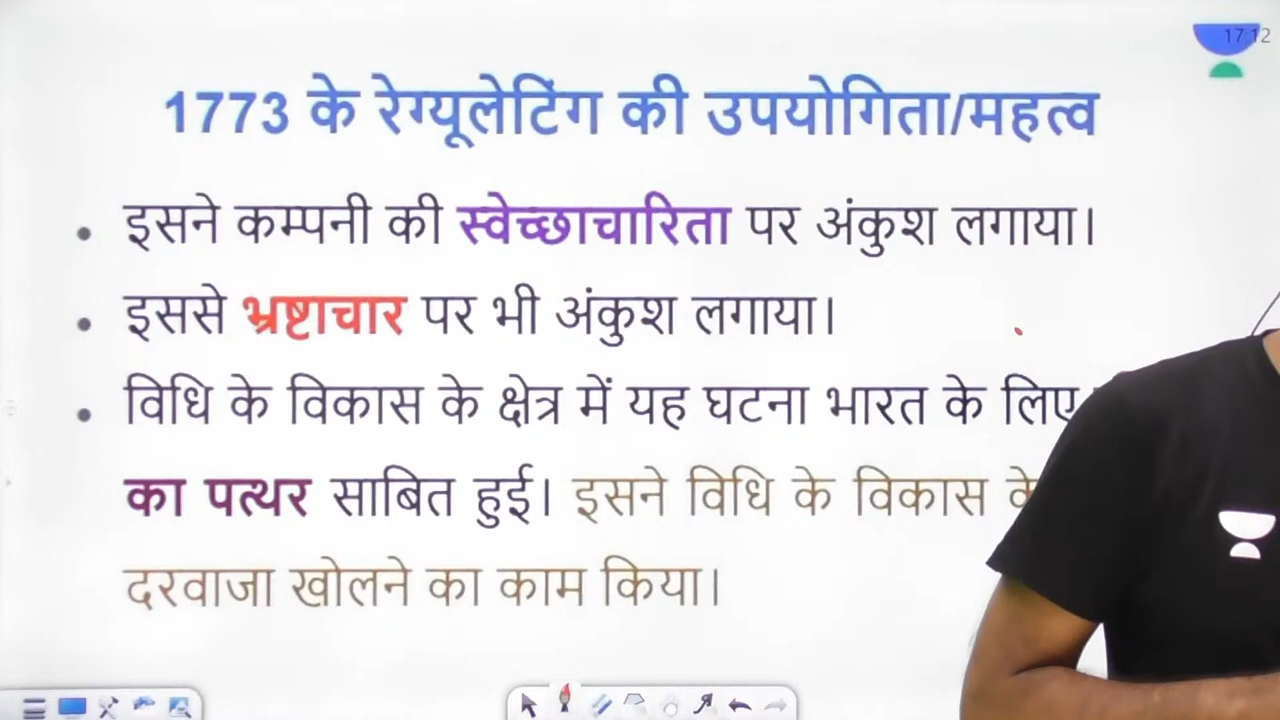 17:12
1773 के रेग्यूलेटिंग की उपयोगिता/महत्व
• इसने कम्पनी की स्वेच्छाचारिता पर अंकुश लगाया।
• इससे भ्रष्टाचार पर भी अंकुश लगाया।
• विधि के विकास के क्षेत्र में यह घटना भारत के लिए
का पत्थर साबित हुई। इसने विधि के विकास के
दरवाजा खोलने का काम किया।